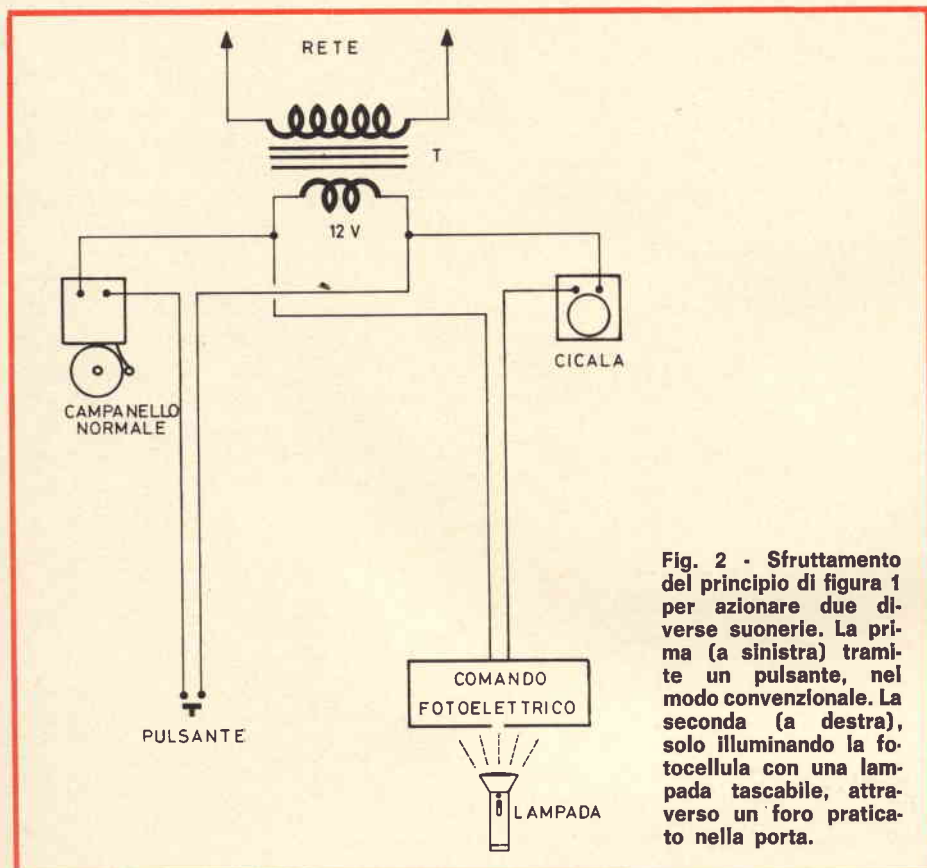 RETE
T
12 V
CAMPANELLO
NORMALE
CICALA
PULSANTE
COMANDO
FOTOELETTRICO
LAMPADA
Fig. 2 - Sfruttamento
del principio di figura 1
per azionare due di-
verse suonerie. La pri-
ma (a sinistra) trami-
te un pulsante, nel
modo convenzionale. La
seconda (a destra),
solo illuminando la fo-
tocellula con una lam-
pada tascabile, attra-
verso un foro pratica-
to nella porta.